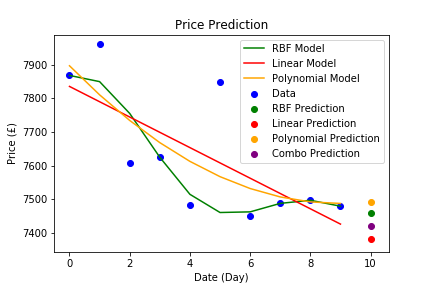 Price Prediction
RBF Model
Linear Model
Polynomial Model
Data
RBF Prediction
Linear Prediction
Polynomial Prediction
Combo Prediction
Price (£)
7900
7800
7700
7600
7500
7400
0 2 4 6 8 10
Date (Day)